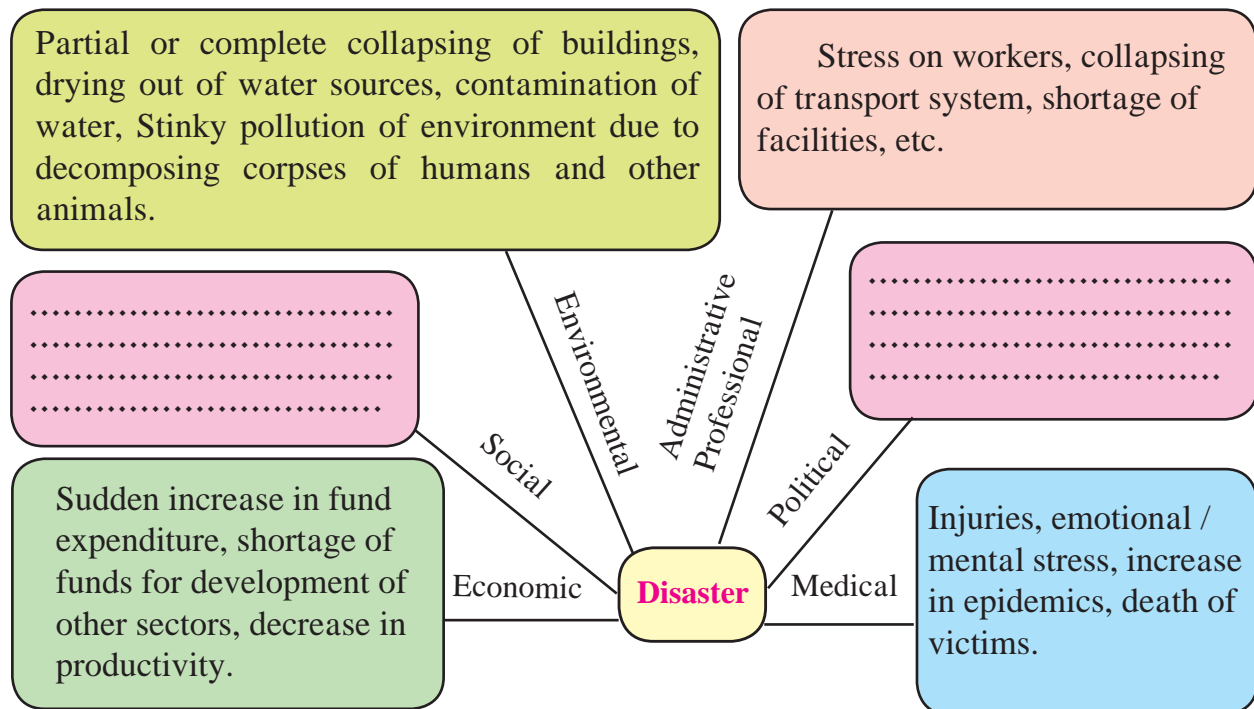 Partial or complete collapsing of buildings,
drying out of water sources, contamination of
water, Stinky pollution of environment due to
decomposing corpses of humans and other
animals.
Stress on workers, collapsing
of transport system, shortage of
facilities, etc.
Environmental
Administrative
Professional
Social
Political
Sudden increase in fund
expenditure, shortage of
funds for development of
other sectors, decrease in
productivity.
Economic
Disaster
Medical
Injuries, emotional /
mental stress, increase
in epidemics, death of
victims.